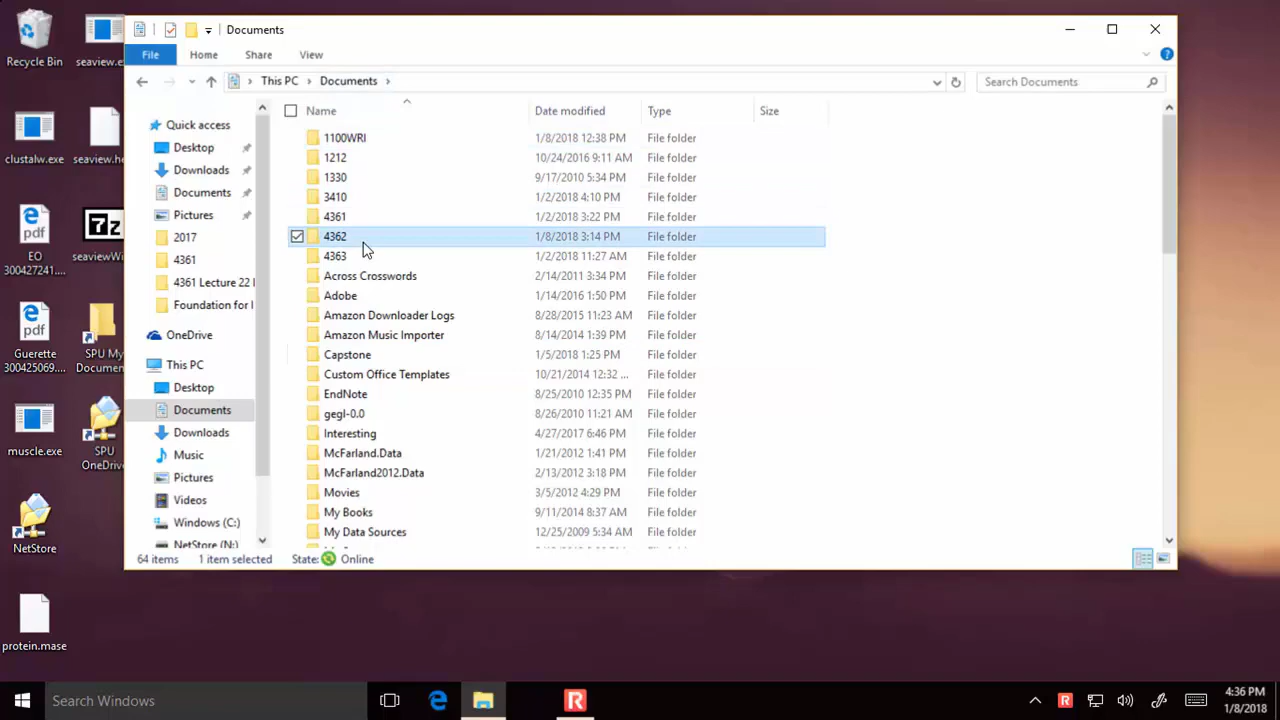 Documents
File Home Share View
This PC Documents
Search Documents
Name Date modified Type Size
1100WRI 1/8/2018 12:38 PM File folder
1212 10/24/2016 9:11 AM File folder
1330 9/17/2010 5:34 PM File folder
3410 1/2/2018 4:10 PM File folder
4361 1/2/2018 3:22 PM File folder
4362 1/8/2018 3:14 PM File folder
4363 1/2/2018 11:27 AM File folder
Across Crosswords 2/14/2011 3:34 PM File folder
Adobe 1/14/2016 1:50 PM File folder
Amazon Downloader Logs 8/28/2015 11:23 AM File folder
Amazon Music Importer 8/14/2014 1:39 PM File folder
Capstone 1/5/2018 1:25 PM File folder
Custom Office Templates 10/21/2014 12:32 ... File folder
EndNote 8/25/2010 12:35 PM File folder
gegl-0.0 8/26/2010 11:21 AM File folder
Interesting 4/27/2017 6:46 PM File folder
McFarland.Data 1/21/2012 1:41 PM File folder
McFarland2012.Data 2/13/2012 3:18 PM File folder
Movies 3/5/2012 4:29 PM File folder
My Books 9/11/2014 8:37 AM File folder
My Data Sources 12/25/2009 5:34 AM File folder
Quick access
Desktop
Downloads
Documents
Pictures
2017
4361
4361 Lecture 22
Foundation for
OneDrive
This PC
Desktop
Documents
Downloads
Music
Pictures
Videos
Windows (C:)
NetStore (N:)
64 items 1 item selected State: Online
Recycle Bin
seaview.ex
clustalw.exe
seaview.he
EO
300427241....
seaviewWi
7z
pdf
Guerette
300425069....
pdf
SPU My
Document
muscle.exe
SPU
OneDriv
NetStore
protein.mase
Search Windows
4:36 PM
1/8/2018